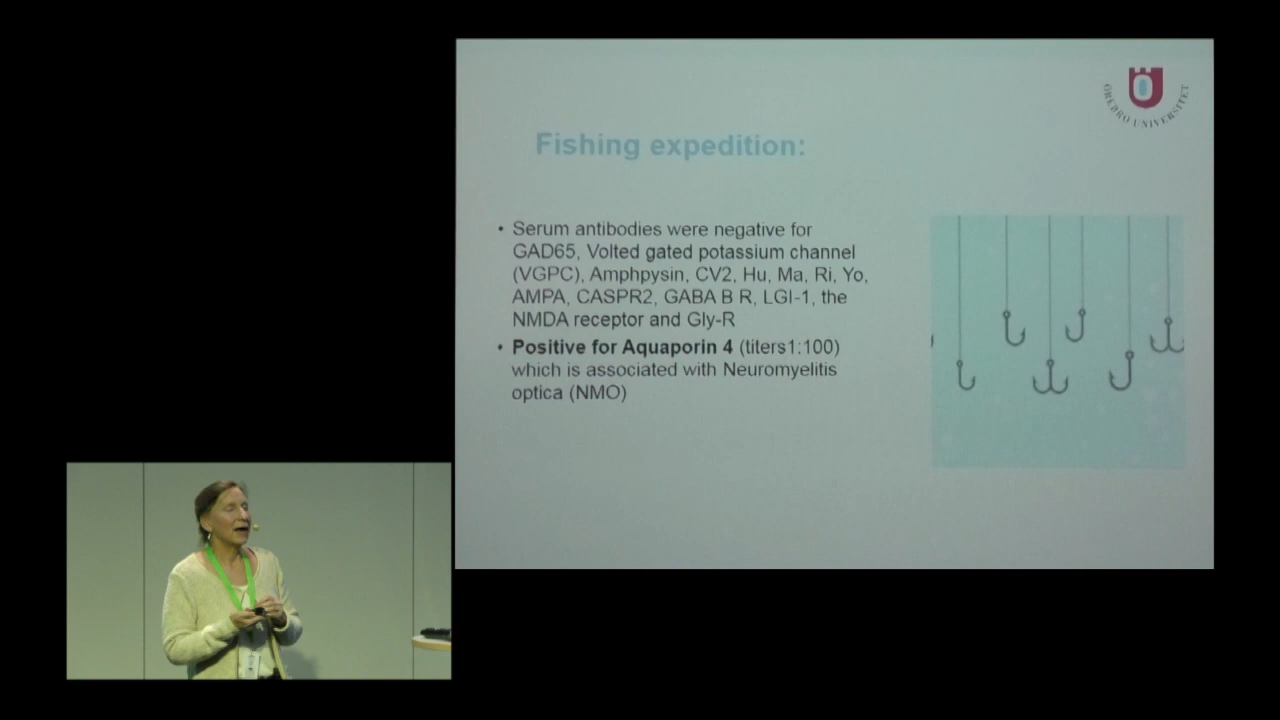 ÖREBRO UNIVERSITET
Fishing expedition:
• Serum antibodies were negative for
GAD65, Volted gated potassium channel
(VGPC), Amphpysin, CV2, Hu, Ma, Ri, Yo,
AMPA, CASPR2, GABA B R, LGI-1, the
NMDA receptor and Gly-R
• Positive for Aquaporin 4 (titers1:100)
which is associated with Neuromyelitis
optica (NMO)